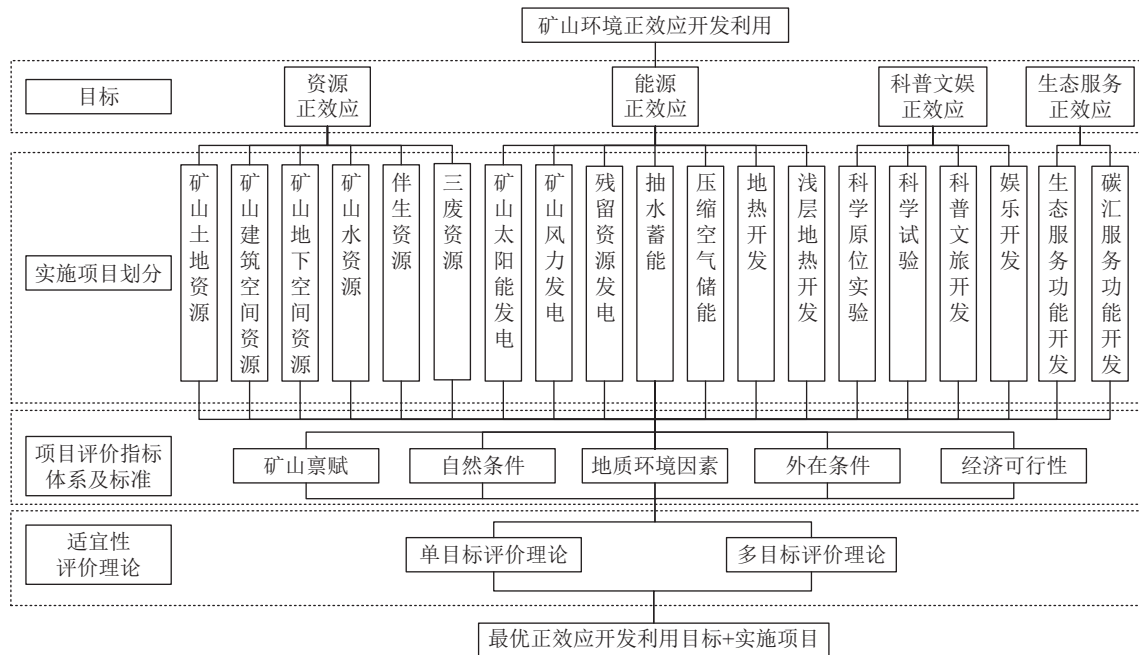 矿山环境正效应开发利用
目标
资源
正效应
能源
正效应
科普文娱
正效应
生态服务
正效应
实施项目划分
矿山土地资源
矿山建筑空间资源
矿山地下空间资源
矿山水资源
伴生资源
三废资源
矿山太阳能发电
矿山风力发电
残留资源发电
抽水蓄能
压缩空气储能
地热开发
浅层地热开发
科学原位实验
科学试验
科普文旅开发
娱乐开发
生态服务功能开发
碳汇服务功能开发
项目评价指标
体系及标准
矿山禀赋
自然条件
地质环境因素
外在条件
经济可行性
适宜性
评价理论
单目标评价理论
多目标评价理论
最优正效应开发利用目标+实施项目